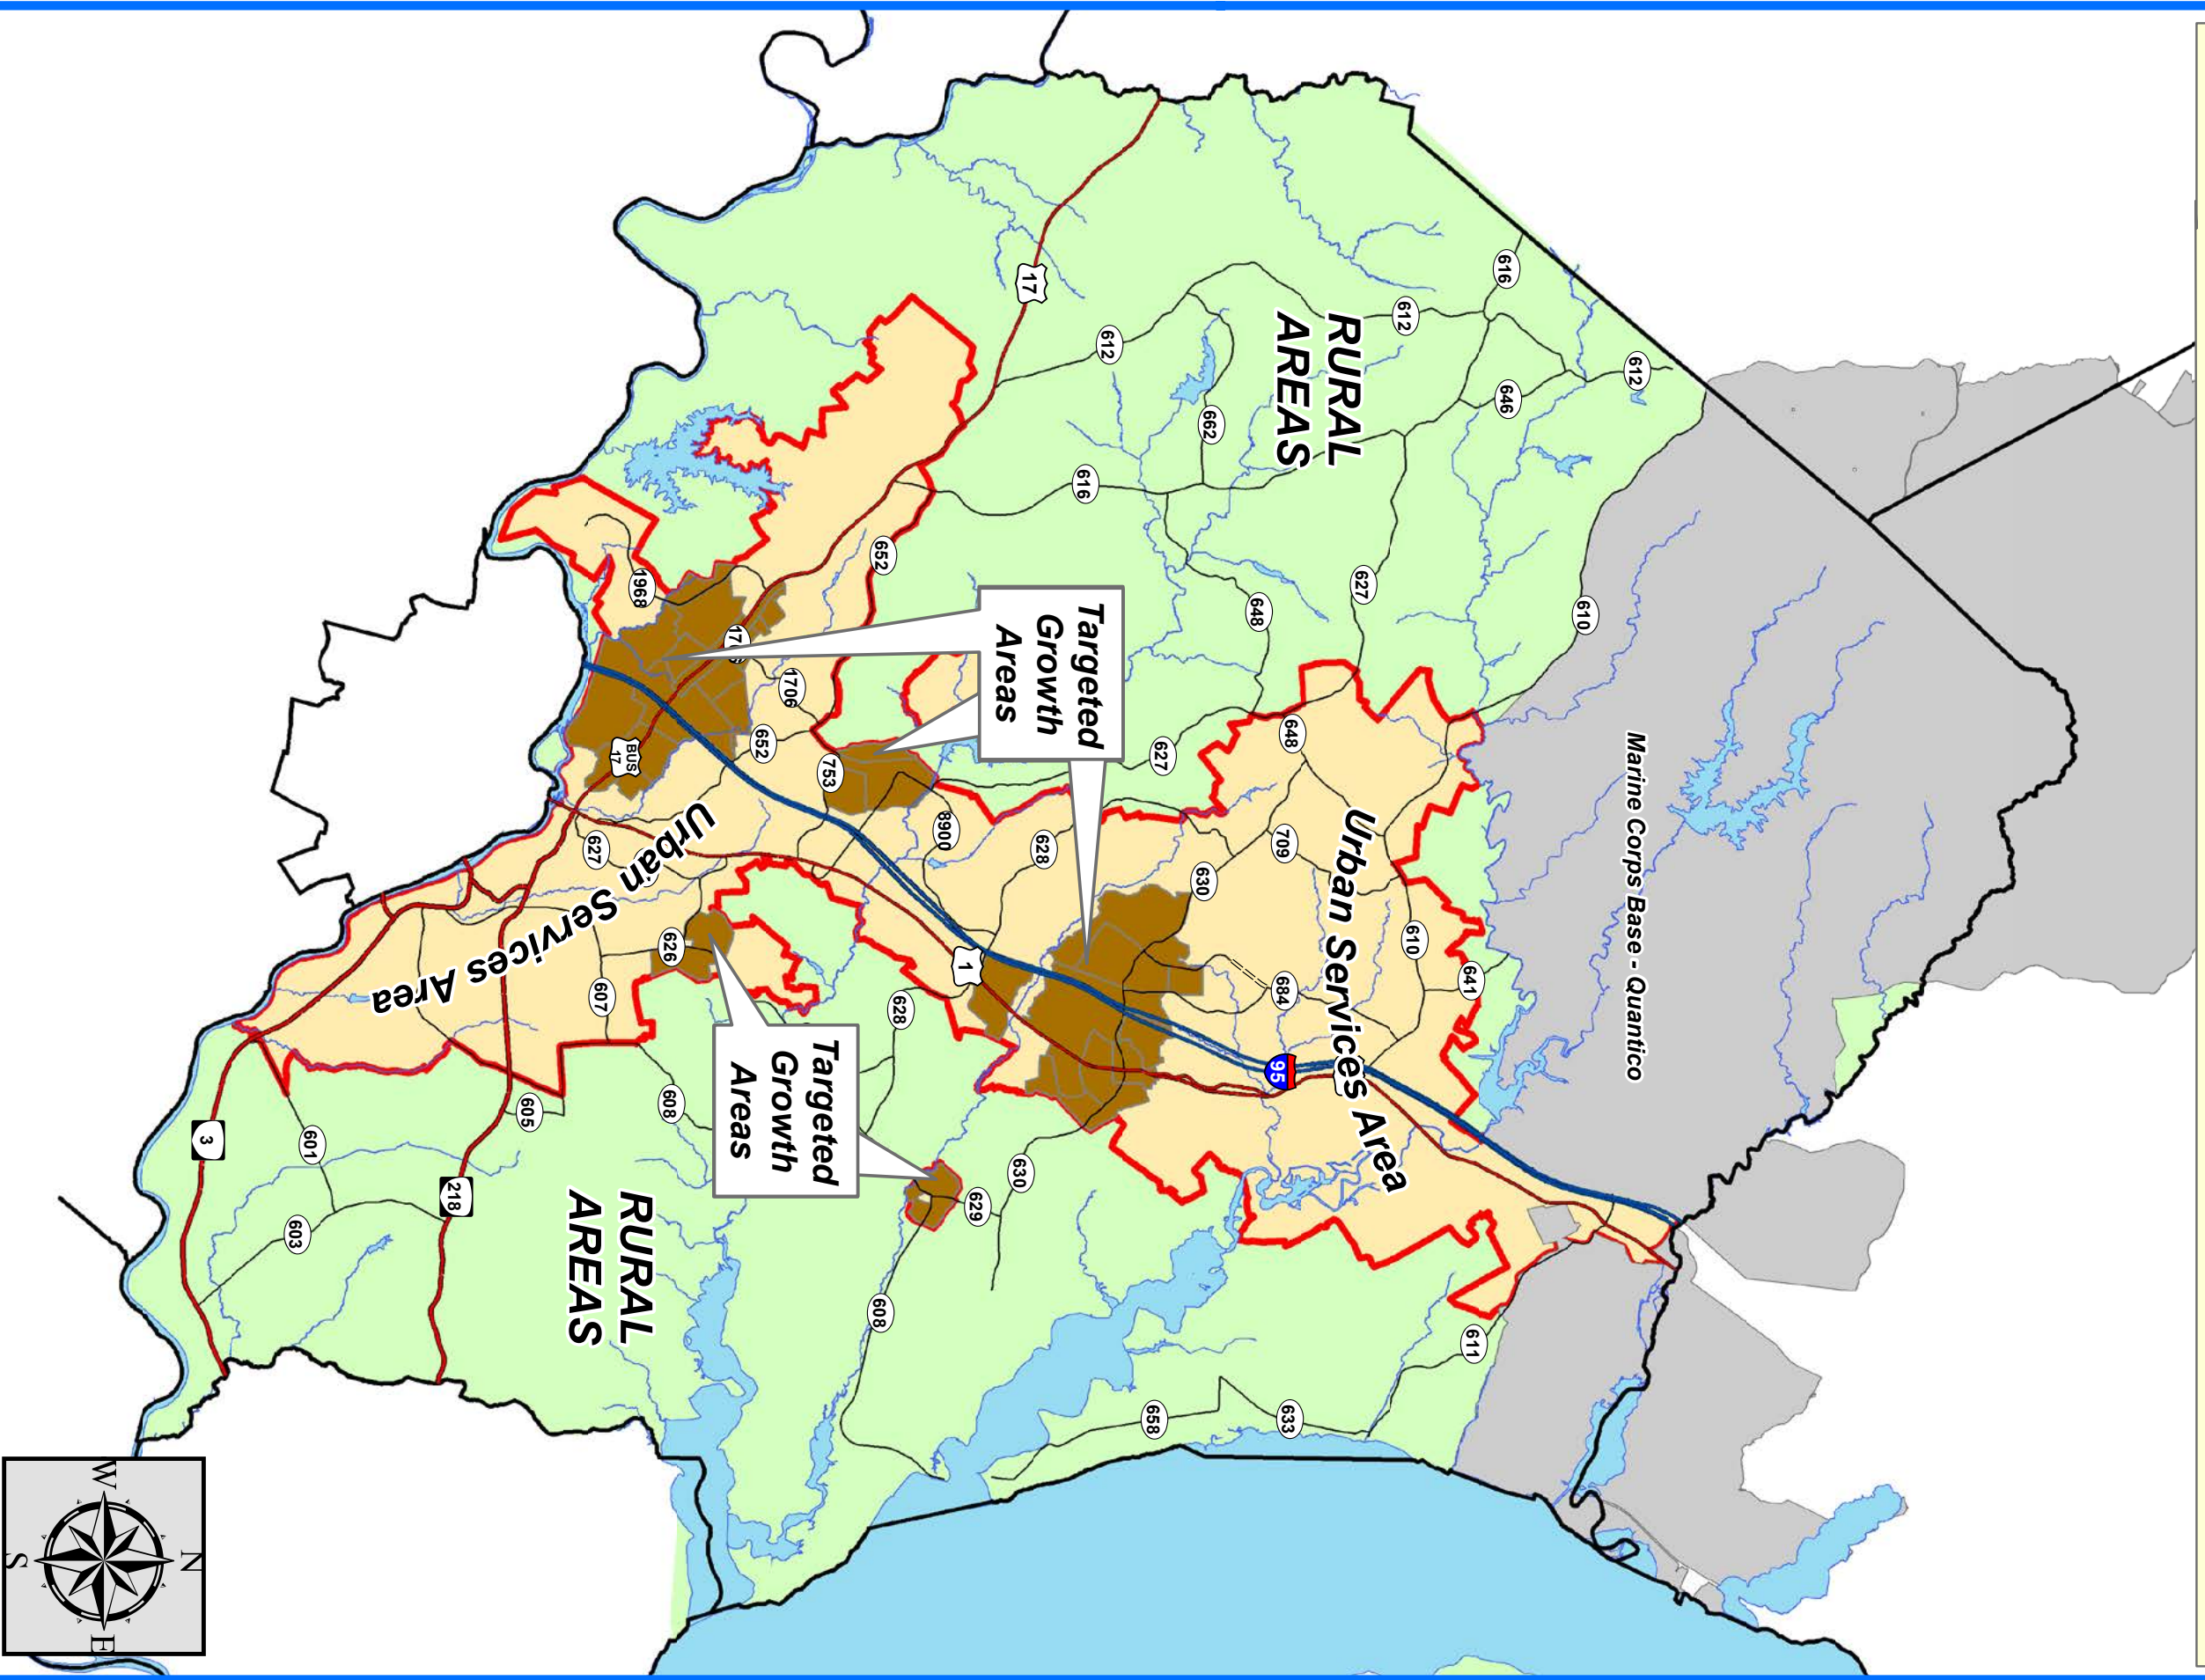 Marine Corps Base - Quantico
616
612
612
646
610
641
610
611
RURAL
AREAS
627
648
709
684
Urban Services Area
95
633
612
662
616
648
627
630
630
658
17
Targeted
Growth
Areas
628
1
629
652
1706
652
753
8900
628
608
1968
BUS
17
627
Urban Services Area
626
607
608
Targeted
Growth
Areas
RURAL
AREAS
605
218
601
603
3
N
W
E
S